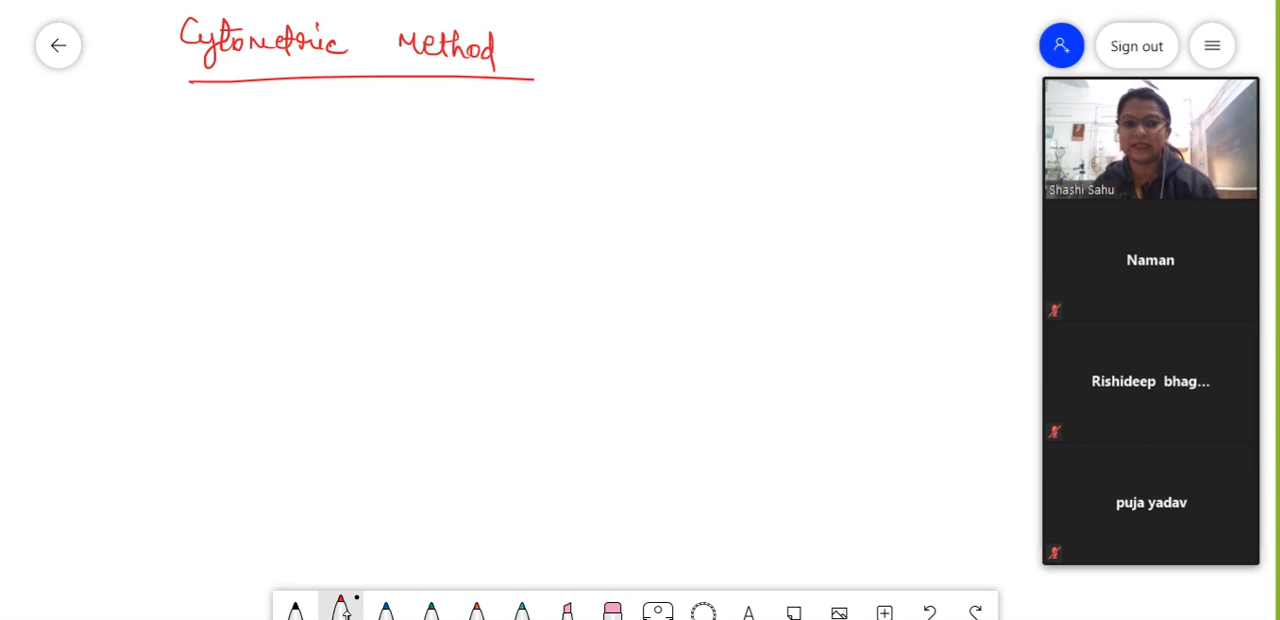 Cytometric Method
Sign out
Shashi Sahu
Naman
Rishideep bhag...
puja yadav
A